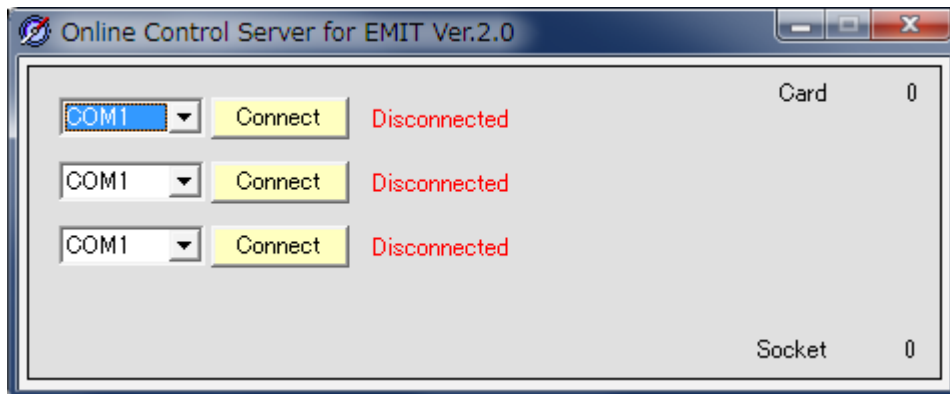 Online Control Server for EMIT Ver.2.0
Card 0
COM1 Connect Disconnected
COM1 Connect Disconnected
COM1 Connect Disconnected
Socket 0